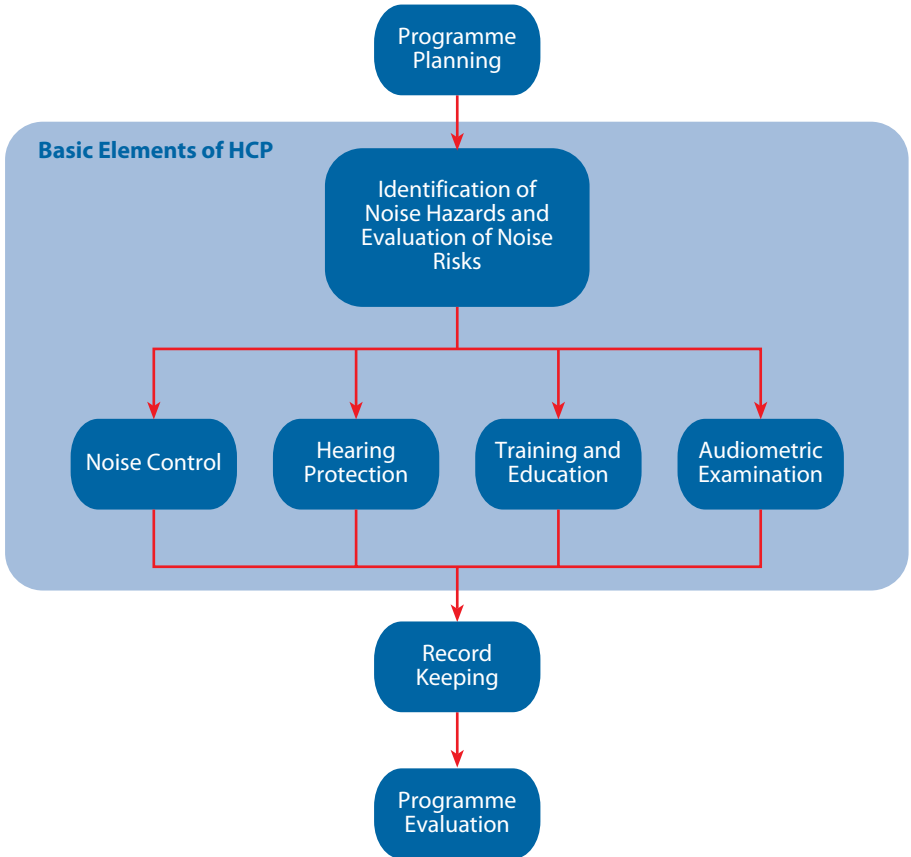 Programme
Planning
Basic Elements of HCP
Identification of
Noise Hazards and
Evaluation of Noise
Risks
Noise Control
Hearing
Protection
Training and
Education
Audiometric
Examination
Record
Keeping
Programme
Evaluation